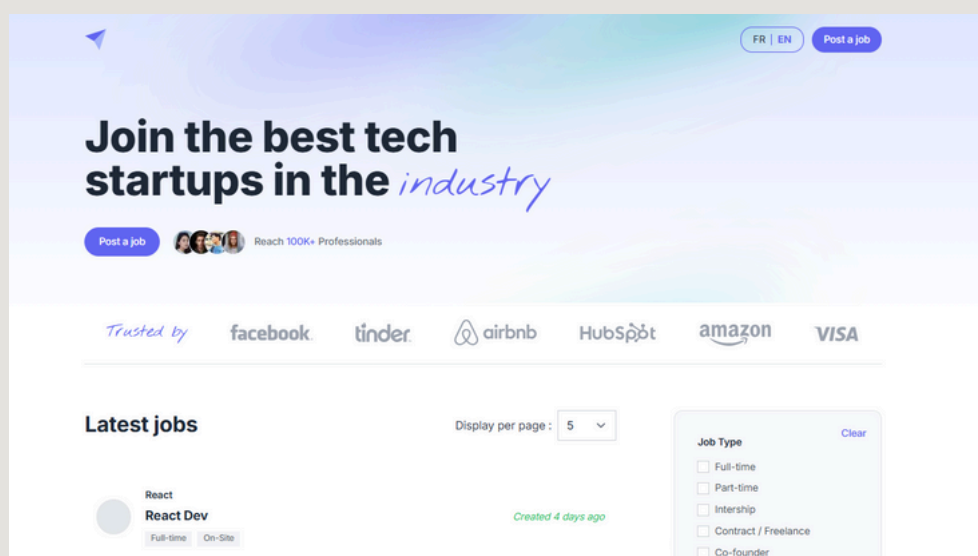 FR | EN
Post a job
Join the best tech
startups in the industry
Post a job
Reach 100K+ Professionals
Trusted by
facebook.
tinder.
airbnb
HubSpot
amazon
VISA
Latest jobs
Display per page : 5
Clear
Job Type
Full-time
Part-time
Intership
Contract / Freelance
Co-founder
React
React Dev
Full-time On-Site
Created 4 days ago